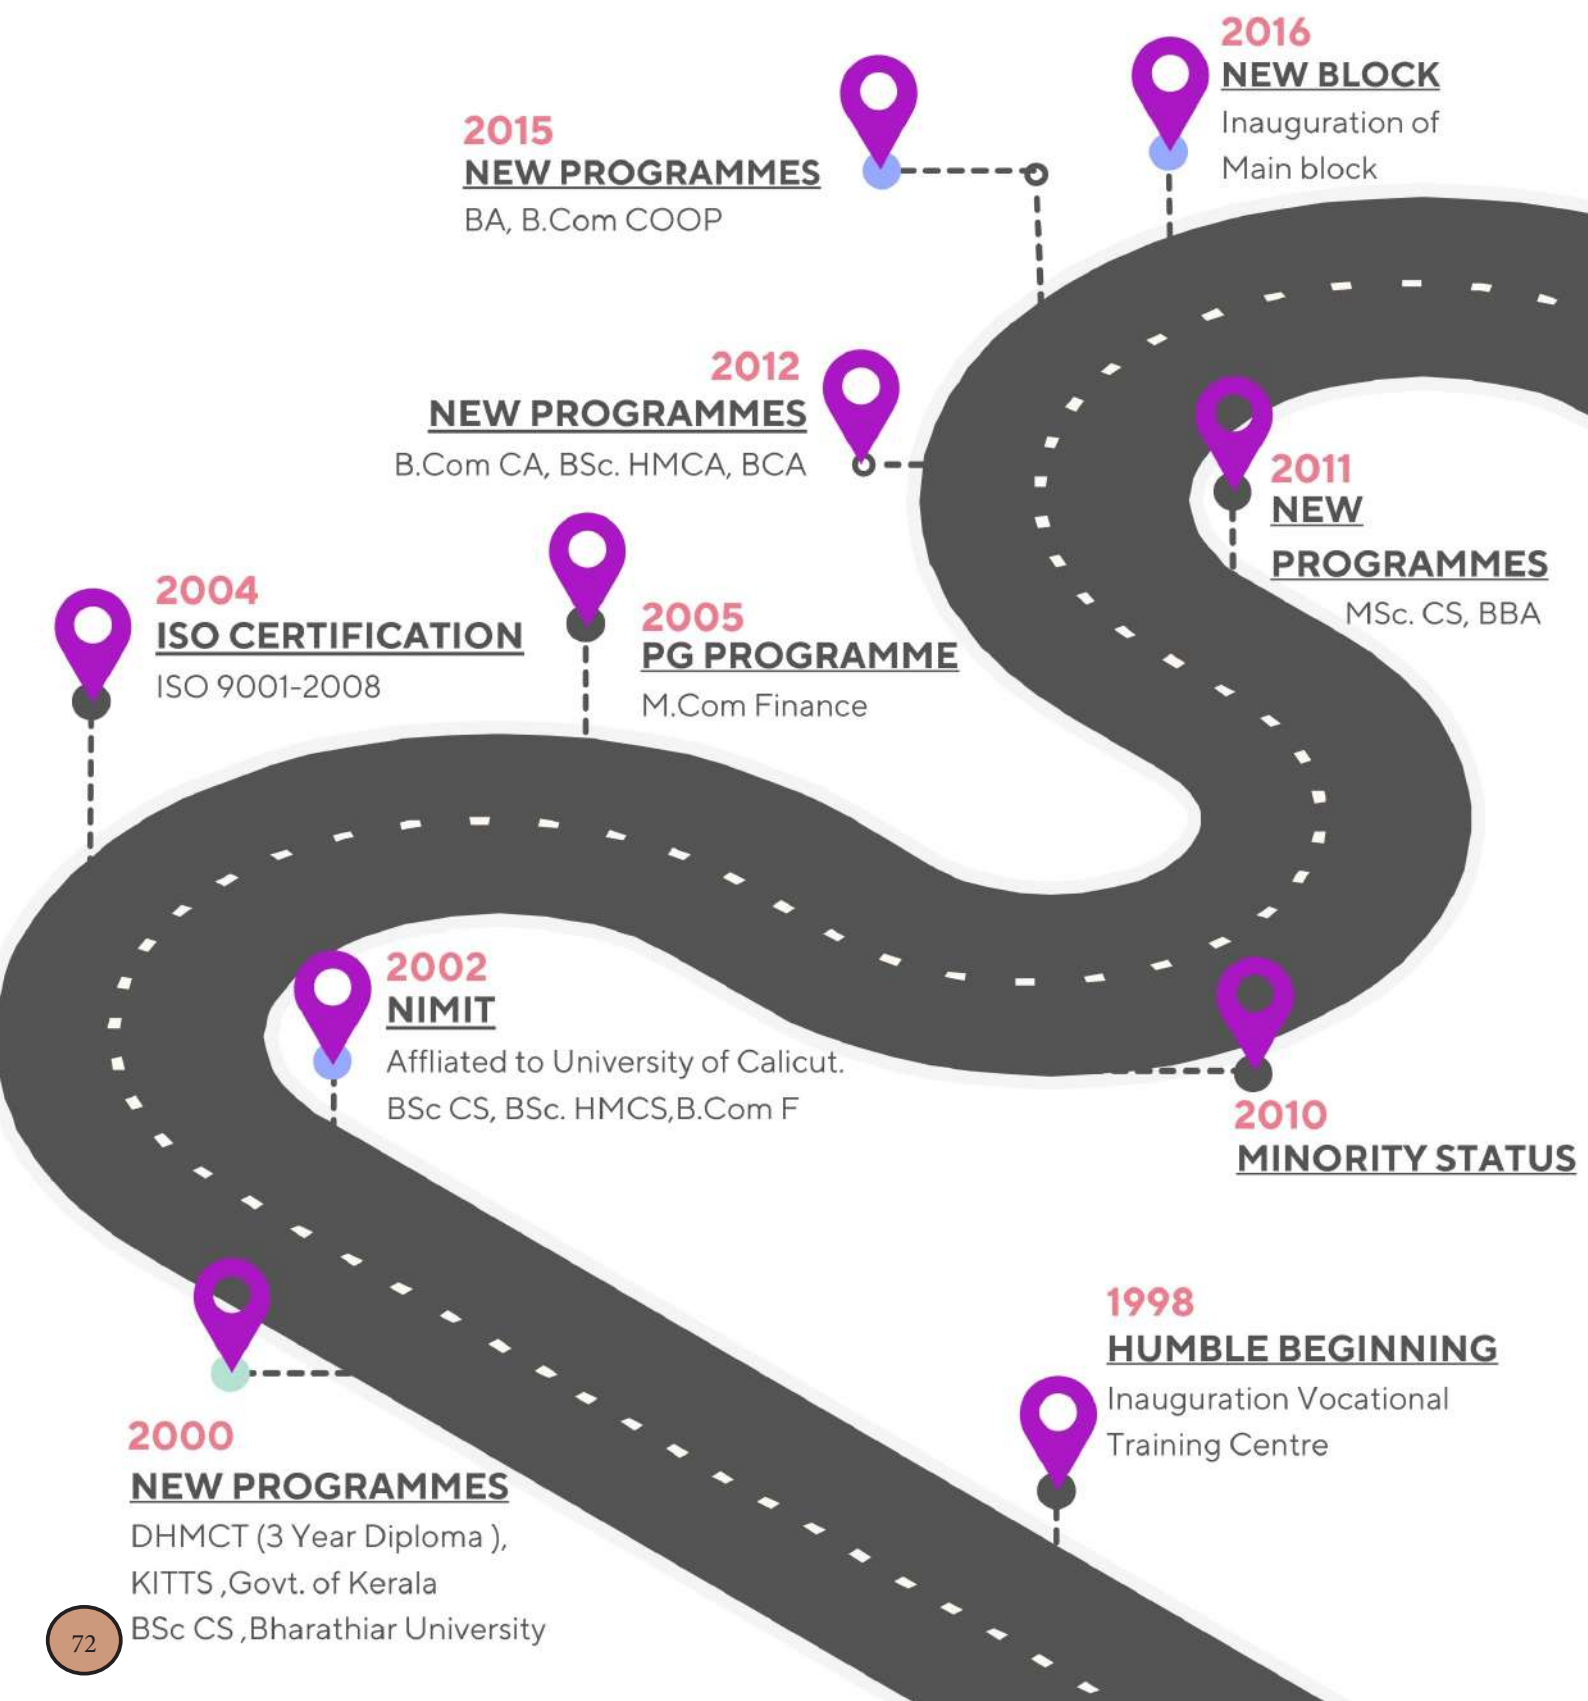 2016
NEW BLOCK
Inauguration of
Main block
2015
NEW PROGRAMMES
BA, B.Com COOP
2012
NEW PROGRAMMES
B.Com CA, BSc. HMCA, BCA
2011
NEW
PROGRAMMES
MSc. CS, BBA
2004
ISO CERTIFICATION
ISO 9001-2008
2005
PG PROGRAMME
M.Com Finance
2002
NIMIT
Affliated to University of Calicut.
BSc CS, BSc. HMCS,B.Com F
2010
MINORITY STATUS
1998
HUMBLE BEGINNING
Inauguration Vocational
Training Centre
2000
NEW PROGRAMMES
DHMCT (3 Year Diploma ),
KITTS ,Govt. of Kerala
BSc CS ,Bharathiar University
72